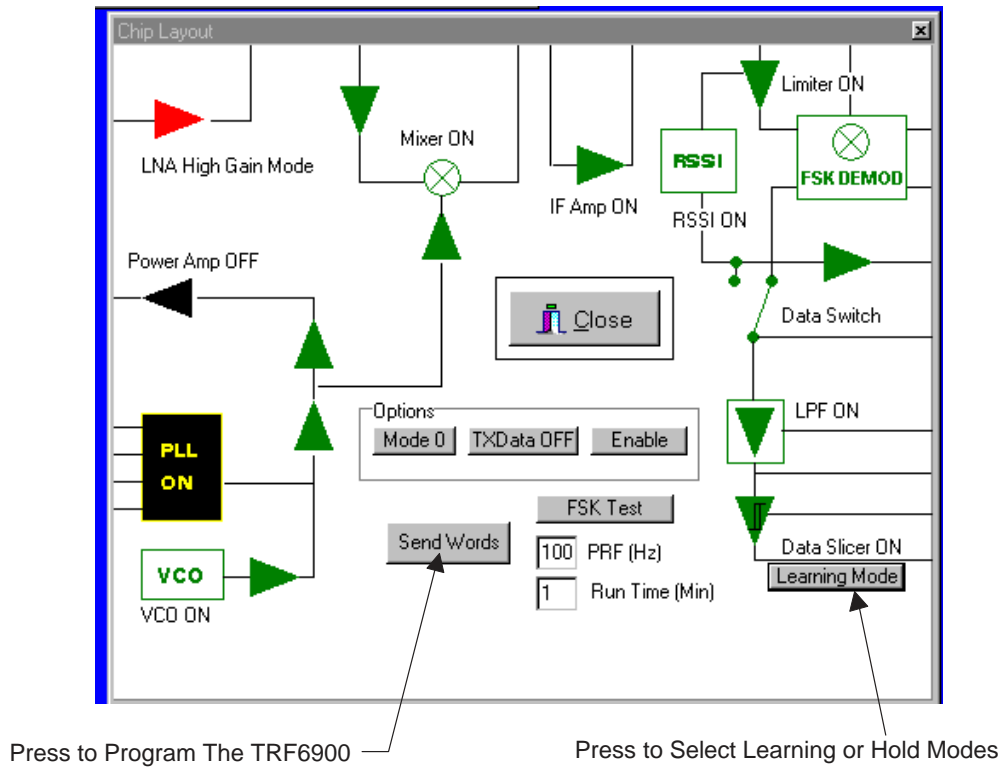 Chip Layout
Limiter ON
Mixer ON
LNA High Gain Mode
RSSI
FSK DEMOD
IF Amp ON
RSSI ON
Power Amp OFF
Close
Data Switch
Options
Mode 0
TXData OFF
Enable
LPF ON
PLL
ON
FSK Test
Send Words
100 PRF (Hz)
Data Slicer ON
VCO
Learning Mode
1 Run Time (Min)
VCO ON
Press to Program The TRF6900
Press to Select Learning or Hold Modes